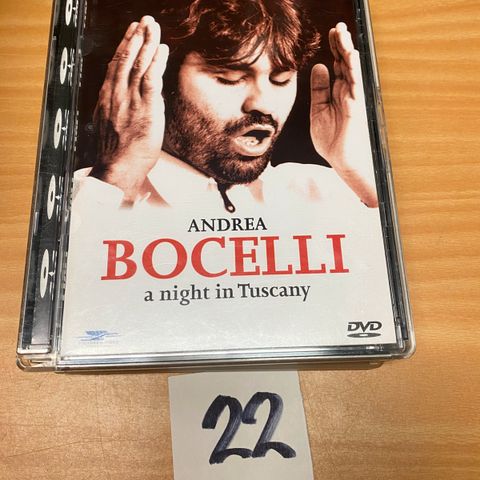 ANDREA
BOCELLI
a night in Tuscany
DVD
22